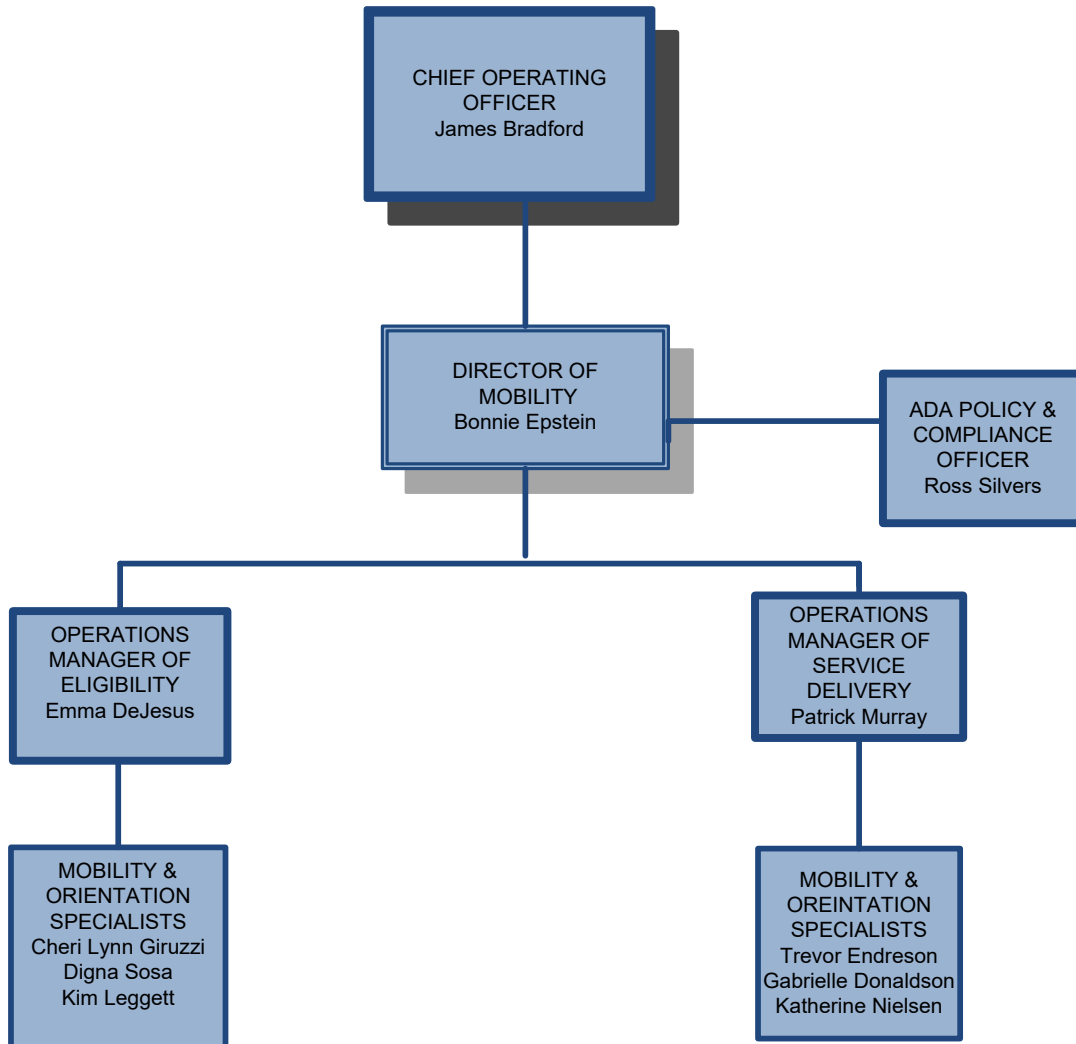 CHIEF OPERATING
OFFICER
James Bradford
DIRECTOR OF
MOBILITY
Bonnie Epstein
ADA POLICY &
COMPLIANCE
OFFICER
Ross Silvers
OPERATIONS
MANAGER OF
ELIGIBILITY
Emma DeJesus
OPERATIONS
MANAGER OF
SERVICE
DELIVERY
Patrick Murray
MOBILITY &
ORIENTATION
SPECIALISTS
Cheri Lynn Giruzzi
Digna Sosa
Kim Leggett
MOBILITY &
OREINTATION
SPECIALISTS
Trevor Endreson
Gabrielle Donaldson
Katherine Nielsen